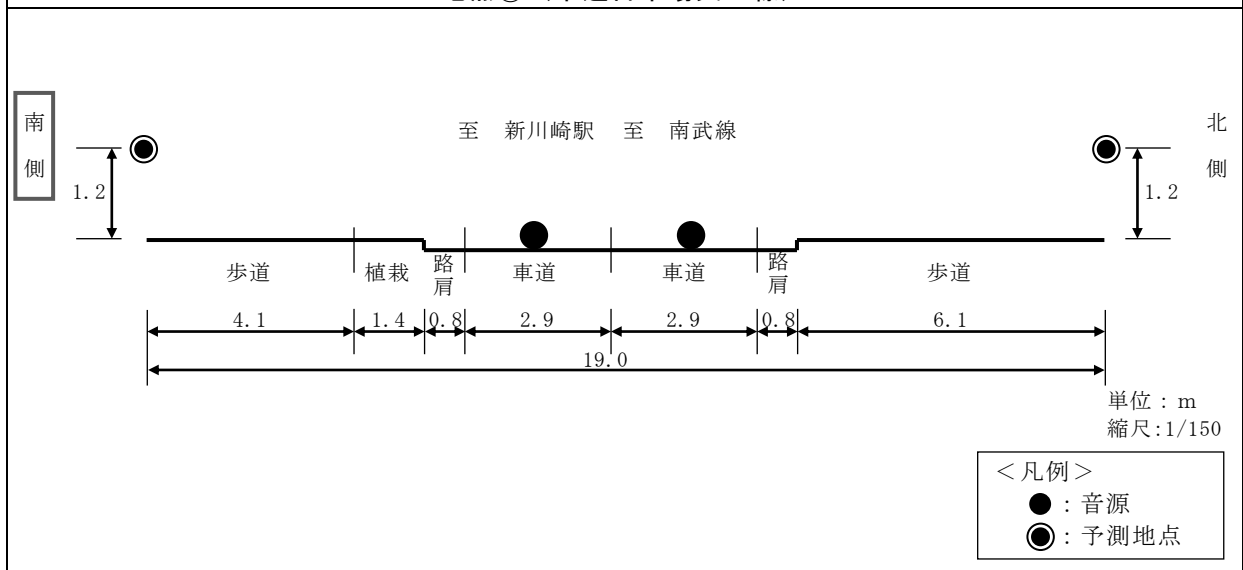 南側
北側
至 新川崎駅 至 南武線
1.2
1.2
歩道
植栽
路肩
車道
車道
路肩
歩道
4.1
1.4
0.8
2.9
2.9
0.8
6.1
19.0
単位：m
縮尺:1/150
＜凡例＞
：音源
：予測地点